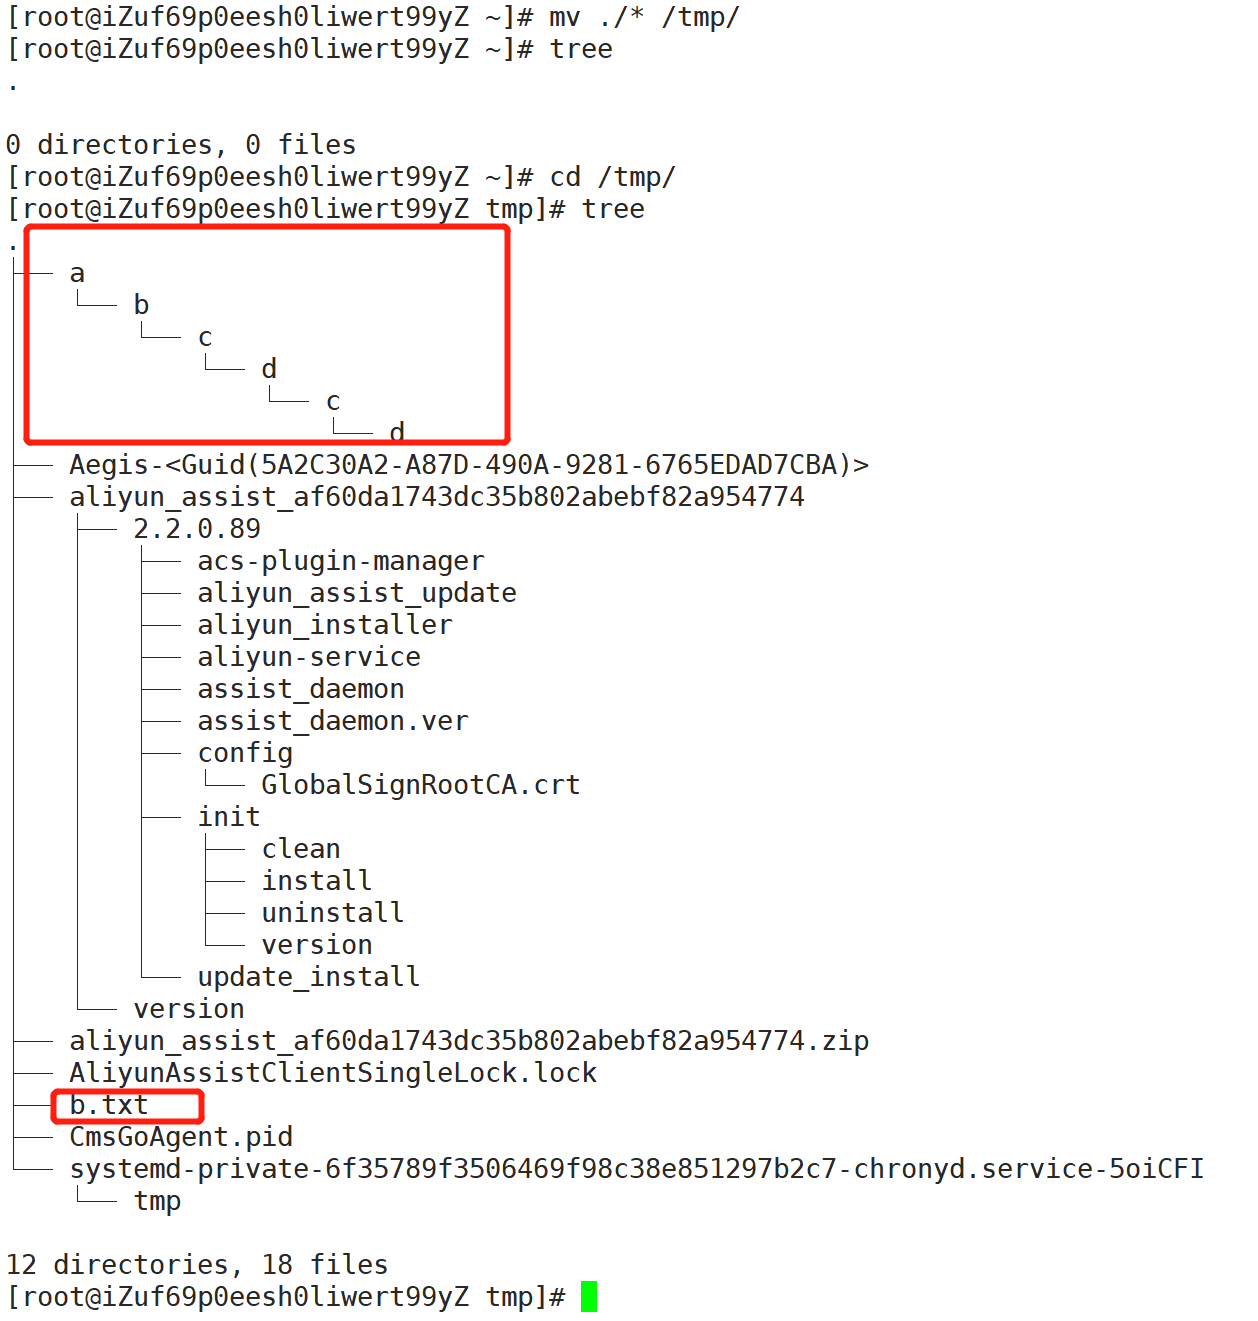 [root@iZuf69p0eesh0liwert99yZ ~]# mv ./* /tmp/
[root@iZuf69p0eesh0liwert99yZ ~]# tree
.
0 directories, 0 files
[root@iZuf69p0eesh0liwert99yZ ~]# cd /tmp/
[root@iZuf69p0eesh0liwert99yZ tmp]# tree
.
├── a
│   └── b
│       └── c
│           └── d
│               └── c
│                   └── d
├── Aegis-<Guid(5A2C30A2-A87D-490A-9281-6765EDAD7CBA)>
├── aliyun_assist_af60da1743dc35b802abebf82a954774
│   ├── 2.2.0.89
│   │   ├── acs-plugin-manager
│   │   ├── aliyun_assist_update
│   │   ├── aliyun_installer
│   │   ├── aliyun-service
│   │   ├── assist_daemon
│   │   ├── assist_daemon.ver
│   │   ├── config
│   │   │   └── GlobalSignRootCA.crt
│   │   ├── init
│   │   │   ├── clean
│   │   │   ├── install
│   │   │   ├── uninstall
│   │   │   └── version
│   │   └── update_install
│   └── version
├── aliyun_assist_af60da1743dc35b802abebf82a954774.zip
├── AliyunAssistClientSingleLock.lock
├── b.txt
├── CmsGoAgent.pid
└── systemd-private-6f35789f3506469f98c38e851297b2c7-chronyd.service-5oiCFI
    └── tmp
12 directories, 18 files
[root@iZuf69p0eesh0liwert99yZ tmp]#